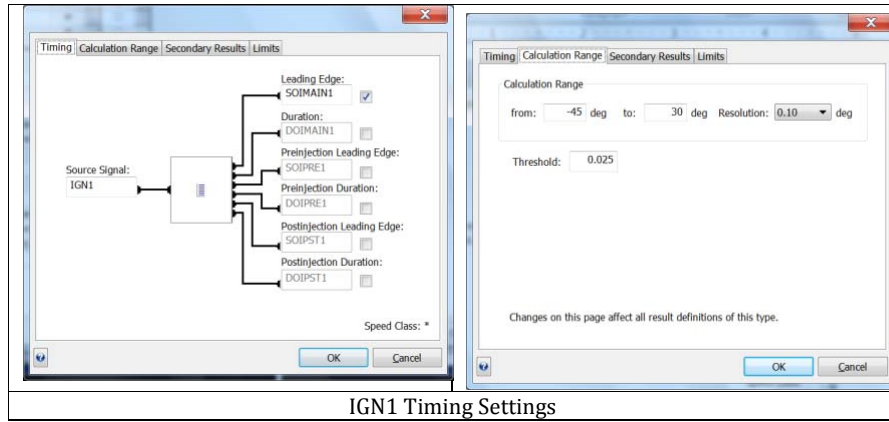 Timing Calculation Range Secondary Results Limits
Source Signal:
IGN1
Leading Edge:
SOIMAIN1
Duration:
DOIMAIN1
Preinjection Leading Edge:
SOIPRE1
Preinjection Duration:
DOIPRE1
Postinjection Leading Edge:
SOIPST1
Postinjection Duration:
DOIPST1
Speed Class: *
OK Cancel
Timing Calculation Range Secondary Results Limits
Calculation Range
from: -45 deg to: 30 deg Resolution: 0.10 deg
Threshold: 0.025
Changes on this page affect all result definitions of this type.
OK Cancel
IGN1 Timing Settings